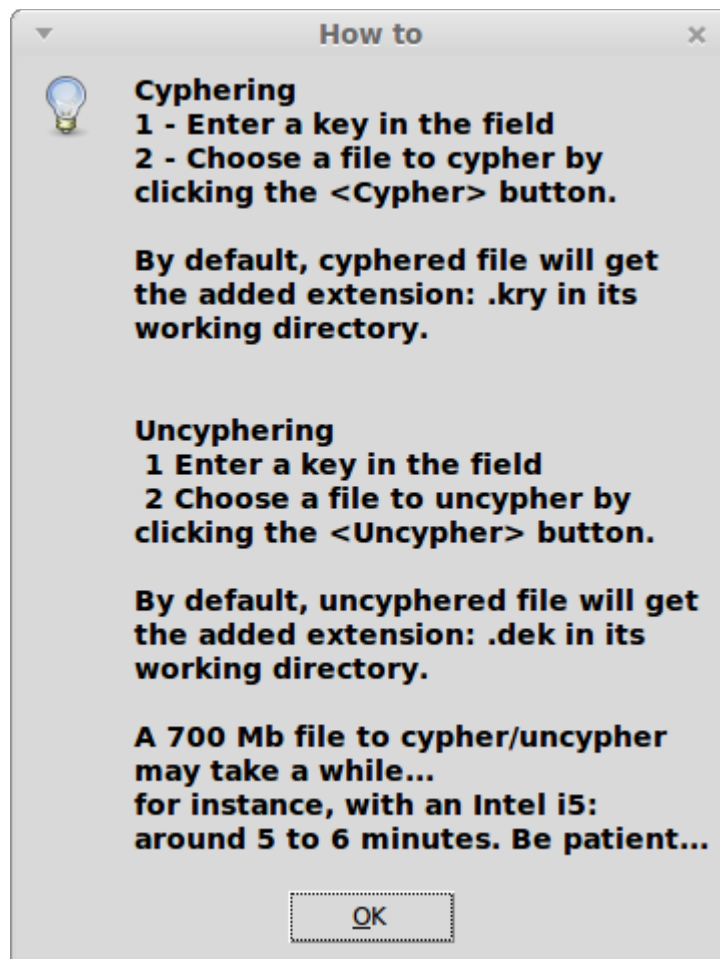 How to
Cyphering
1 - Enter a key in the field
2 - Choose a file to cypher by
clicking the <Cypher> button.
By default, cyphered file will get
the added extension: .kry in its
working directory.
Uncyphering
1 Enter a key in the field
2 Choose a file to uncypher by
clicking the <Uncypher> button.
By default, uncyphered file will get
the added extension: .dek in its
working directory.
A 700 Mb file to cypher/uncypher
may take a while...
for instance, with an Intel i5:
around 5 to 6 minutes. Be patient...
OK